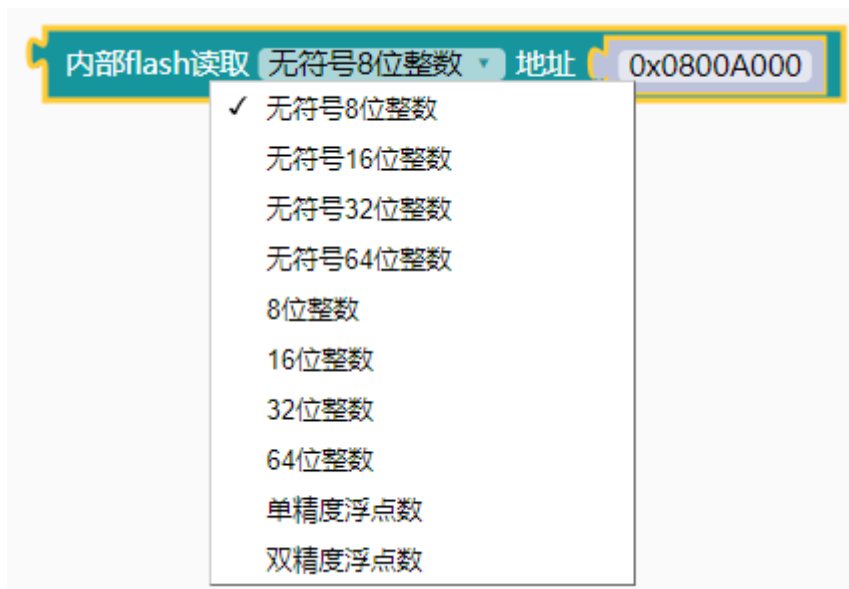 内部flash读取 无符号8位整数 地址 0x0800A000
✓ 无符号8位整数
无符号16位整数
无符号32位整数
无符号64位整数
8位整数
16位整数
32位整数
64位整数
单精度浮点数
双精度浮点数